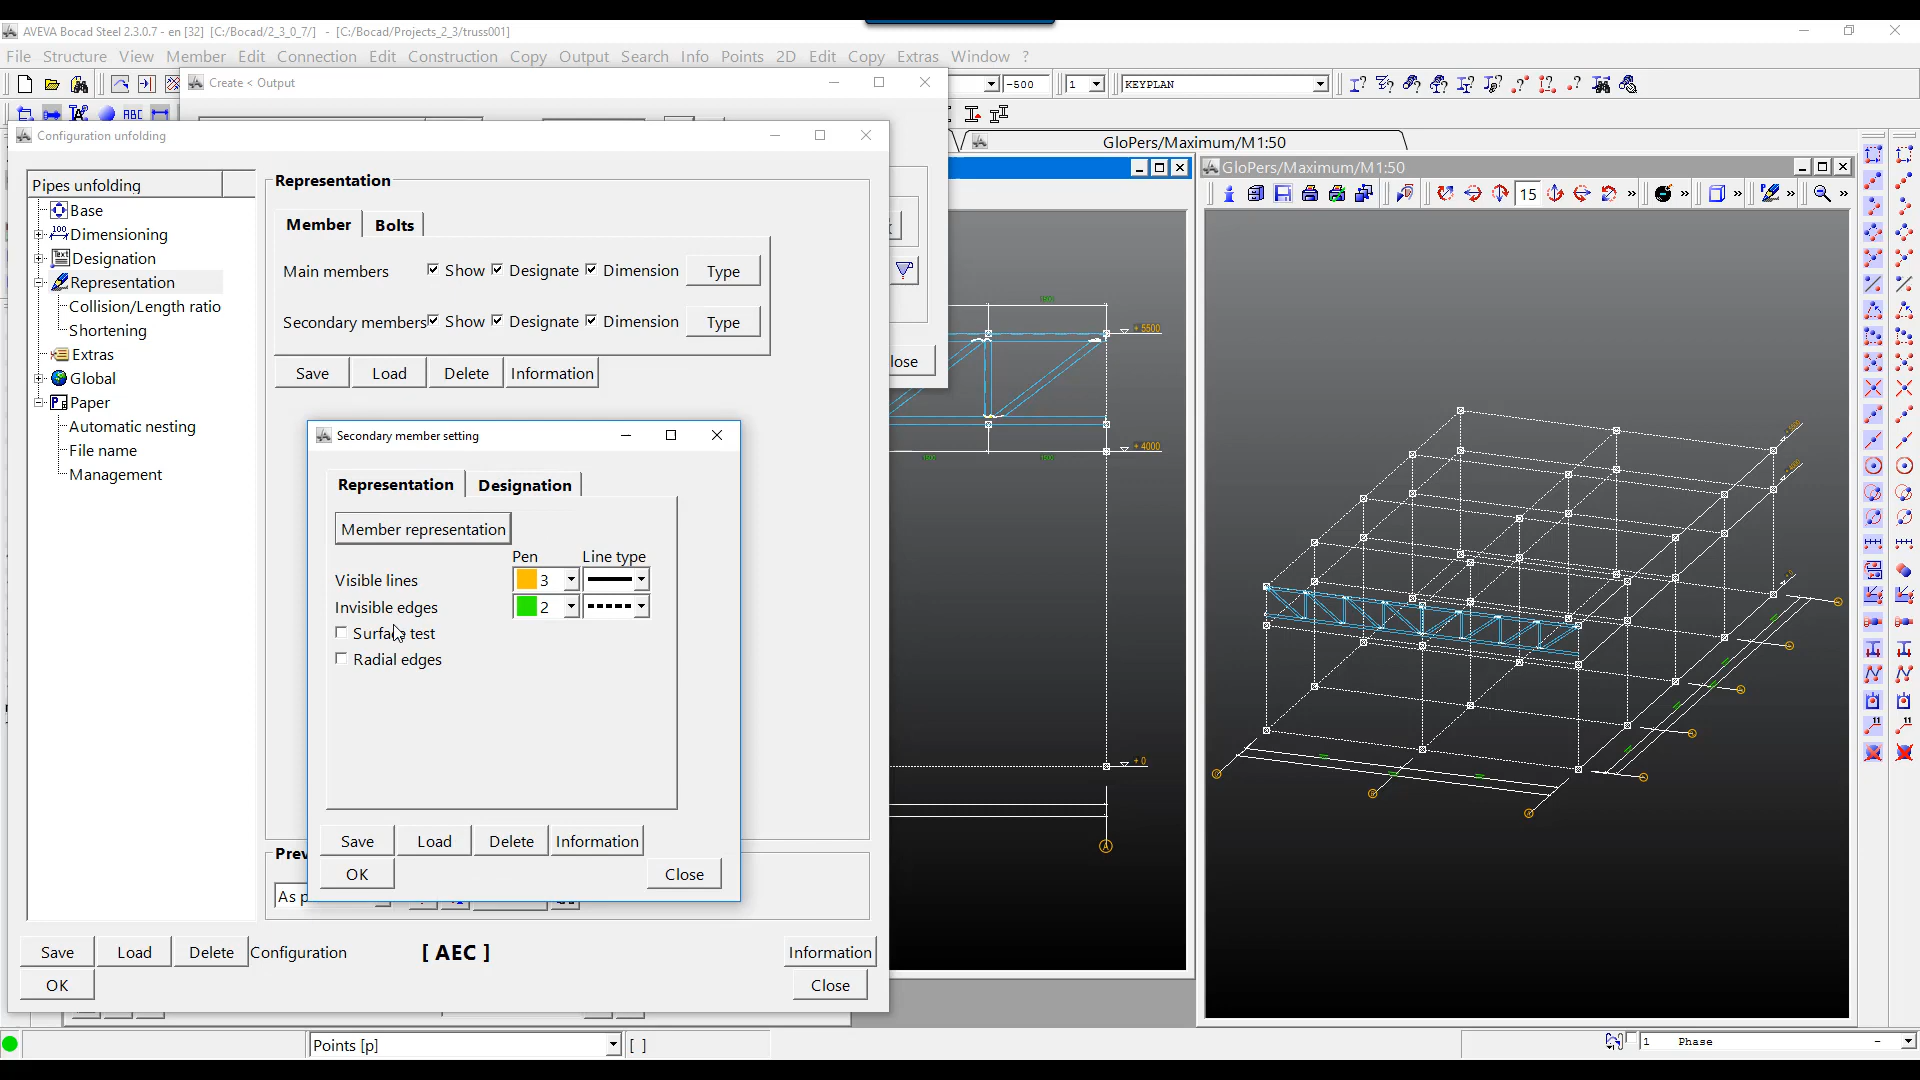 AVEVA Bocad Steel 2.3.0.7 - en [32] [C:/Bocad/2_3_0_7/] - [C:/Bocad/Projects_2_3/truss001]
File Structure View Member Edit Connection Edit Construction Copy Output Search Info Points 2D Edit Copy Extras Window ?
Create < Output
-500
1
KEYPLAN
ABC
Configuration unfolding
GloPers/Maximum/M1:50
GloPers/Maximum/M1:50
Pipes unfolding
Base
Dimensioning
Designation
Representation
Collision/Length ratio
Shortening
Extras
Global
Paper
Automatic nesting
File name
Management
Representation
Member
Bolts
Main members Show Designate Dimension Type
Secondary members Show Designate Dimension Type
Save Load Delete Information
lose
15
+ 5500
+ 4000
+ 0
A
Secondary member setting
Representation
Designation
Member representation
Pen Line type
Visible lines 3
Invisible edges 2
Surface test
Radial edges
Save Load Delete Information
OK Close
Prev
As p
Save Load Delete Configuration [ AEC ] Information
OK Close
Points [p] [ ]
1 Phase -